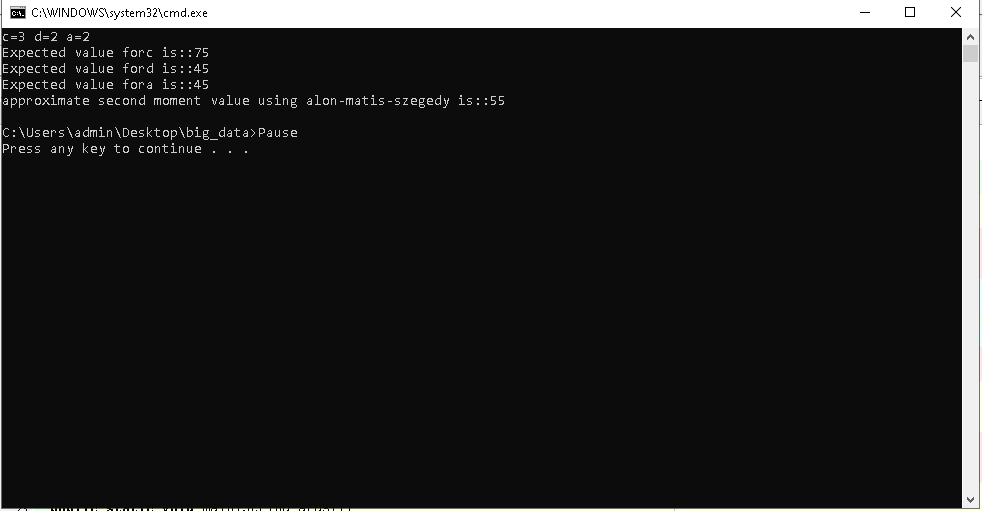 C:\WINDOWS\system32\cmd.exe
c=3 d=2 a=2
Expected value forc is::75
Expected value ford is::45
Expected value fora is::45
approximate second moment value using alon-matis-szegedy is::55
C:\Users\admin\Desktop\big_data>Pause
Press any key to continue . . .